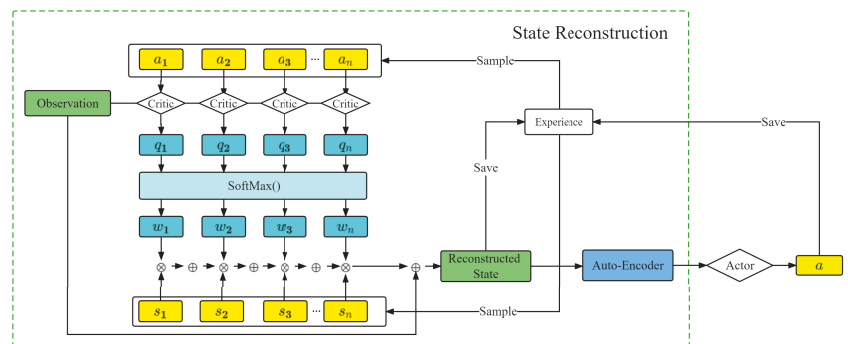 State Reconstruction
a1 a2 a3 ... an
Sample
Observation
Critic Critic Critic Critic
Experience
Save
q1 q2 q3 qn
Save
SoftMax()
w1 w2 w3 wn
⊗ ⊕ ⊗ ⊕ ⊗ ⊕ ⊗ ⊕
Reconstructed
State
Auto-Encoder
Actor
a
s1 s2 s3 ... sn
Sample